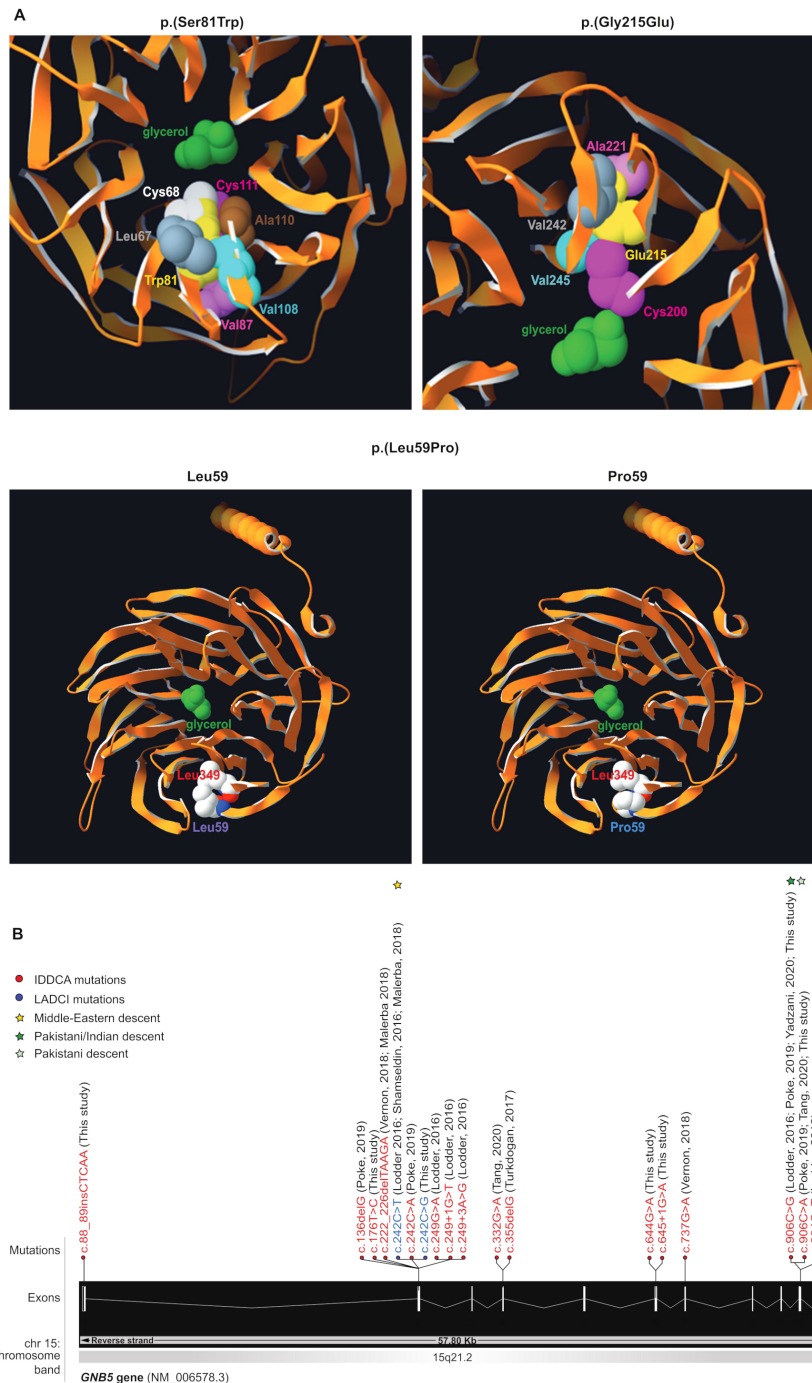 A
p.(Ser81Trp)
p.(Gly215Glu)
glycerol
Cys68
Cys111
Leu67
Ala110
Trp81
Val108
Val87
Ala221
Val242
Glu215
Val245
Cys200
glycerol
p.(Leu59Pro)
Leu59
Pro59
glycerol
Leu349
Leu59
glycerol
Leu349
Pro59
B
IDDCA mutations
LADCI mutations
Middle-Eastern descent
Pakistani/Indian descent
Pakistani descent
c.88_89insCTCAA (This study)
c.136delG (Poke, 2019)
c.176T>C (This study)
c.222_226delTAAGA (Vernon, 2018; Malerba 2018)
c.242C>T (Lodder 2016; Shamseldin, 2016; Malerba, 2018)
c.242C>A (Poke, 2019)
c.242C>G (This study)
c.249G>A (Lodder, 2016)
c.249+1G>T (Lodder, 2016)
c.249+3A>G (Lodder, 2016)
c.332G>A (Tang, 2020)
c.355delG (Turkdogan, 2017)
c.644G>A (This study)
c.645+1G>A (This study)
c.737G>A (Vernon, 2018)
c.906C>G (Lodder, 2016; Poke, 2019; Yadzani, 2020; This study)
c.906C>A (Poke, 2019; Tang, 2020; This study)
Mutations
Exons
Reverse strand
57.80 Kb
chr 15:
hromosome
band
15q21.2
GNB5 gene (NM_006578.3)